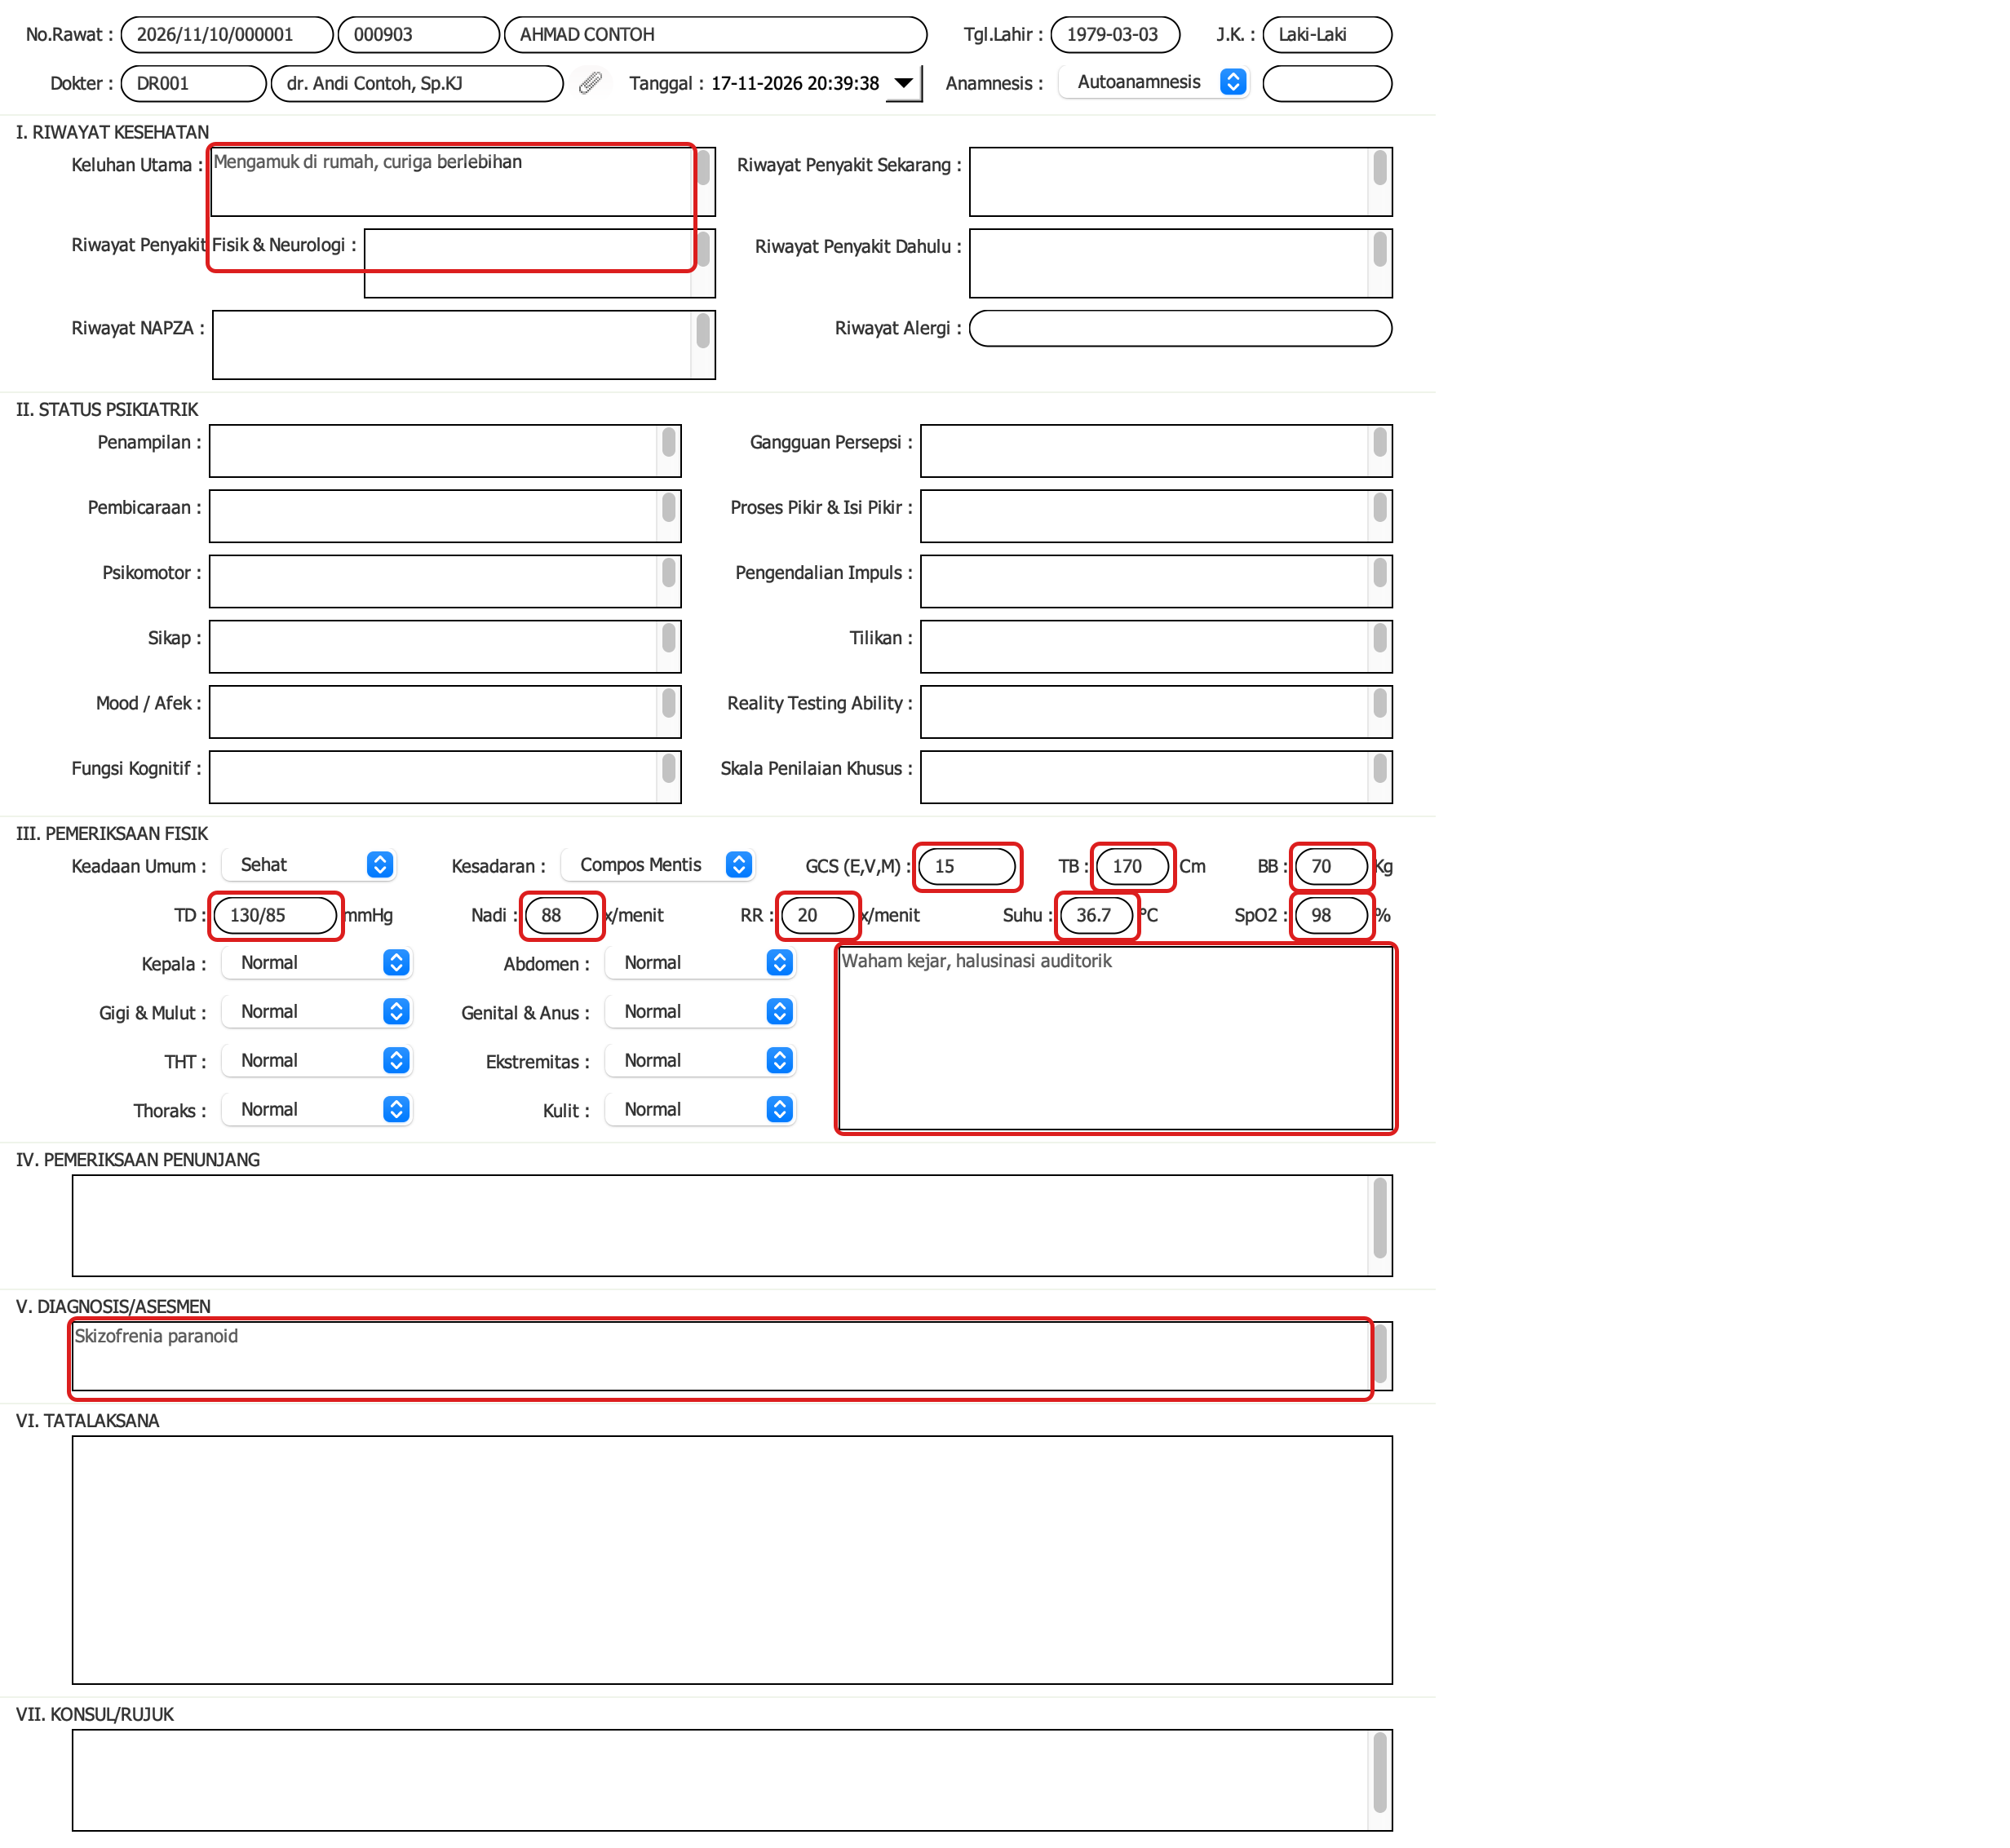 No.Rawat : 2026/11/10/000001 000903 AHMAD CONTOH Tgl.Lahir : 1979-03-03 J.K. : Laki-Laki
Dokter : DR001 dr. Andi Contoh, Sp.KJ Tanggal : 17-11-2026 20:39:38 Anamnesis : Autoanamnesis
I. RIWAYAT KESEHATAN
Keluhan Utama : Mengamuk di rumah, curiga berlebihan Riwayat Penyakit Sekarang :
Riwayat Penyakit Fisik & Neurologi : Riwayat Penyakit Dahulu :
Riwayat NAPZA : Riwayat Alergi :
II. STATUS PSIKIATRIK
Penampilan : Gangguan Persepsi :
Pembicaraan : Proses Pikir & Isi Pikir :
Psikomotor : Pengendalian Impuls :
Sikap : Tilikan :
Mood / Afek : Reality Testing Ability :
Fungsi Kognitif : Skala Penilaian Khusus :
III. PEMERIKSAAN FISIK
Keadaan Umum : Sehat Kesadaran : Compos Mentis GCS (E,V,M) : 15 TB : 170 Cm BB : 70 Kg
TD : 130/85 mmHg Nadi : 88 x/menit RR : 20 x/menit Suhu : 36.7 °C SpO2 : 98 %
Kepala : Normal Abdomen : Normal Waham kejar, halusinasi auditorik
Gigi & Mulut : Normal Genital & Anus : Normal
THT : Normal Ekstremitas : Normal
Thoraks : Normal Kulit : Normal
IV. PEMERIKSAAN PENUNJANG
V. DIAGNOSIS/ASESMEN
Skizofrenia paranoid
VI. TATALAKSANA
VII. KONSUL/RUJUK